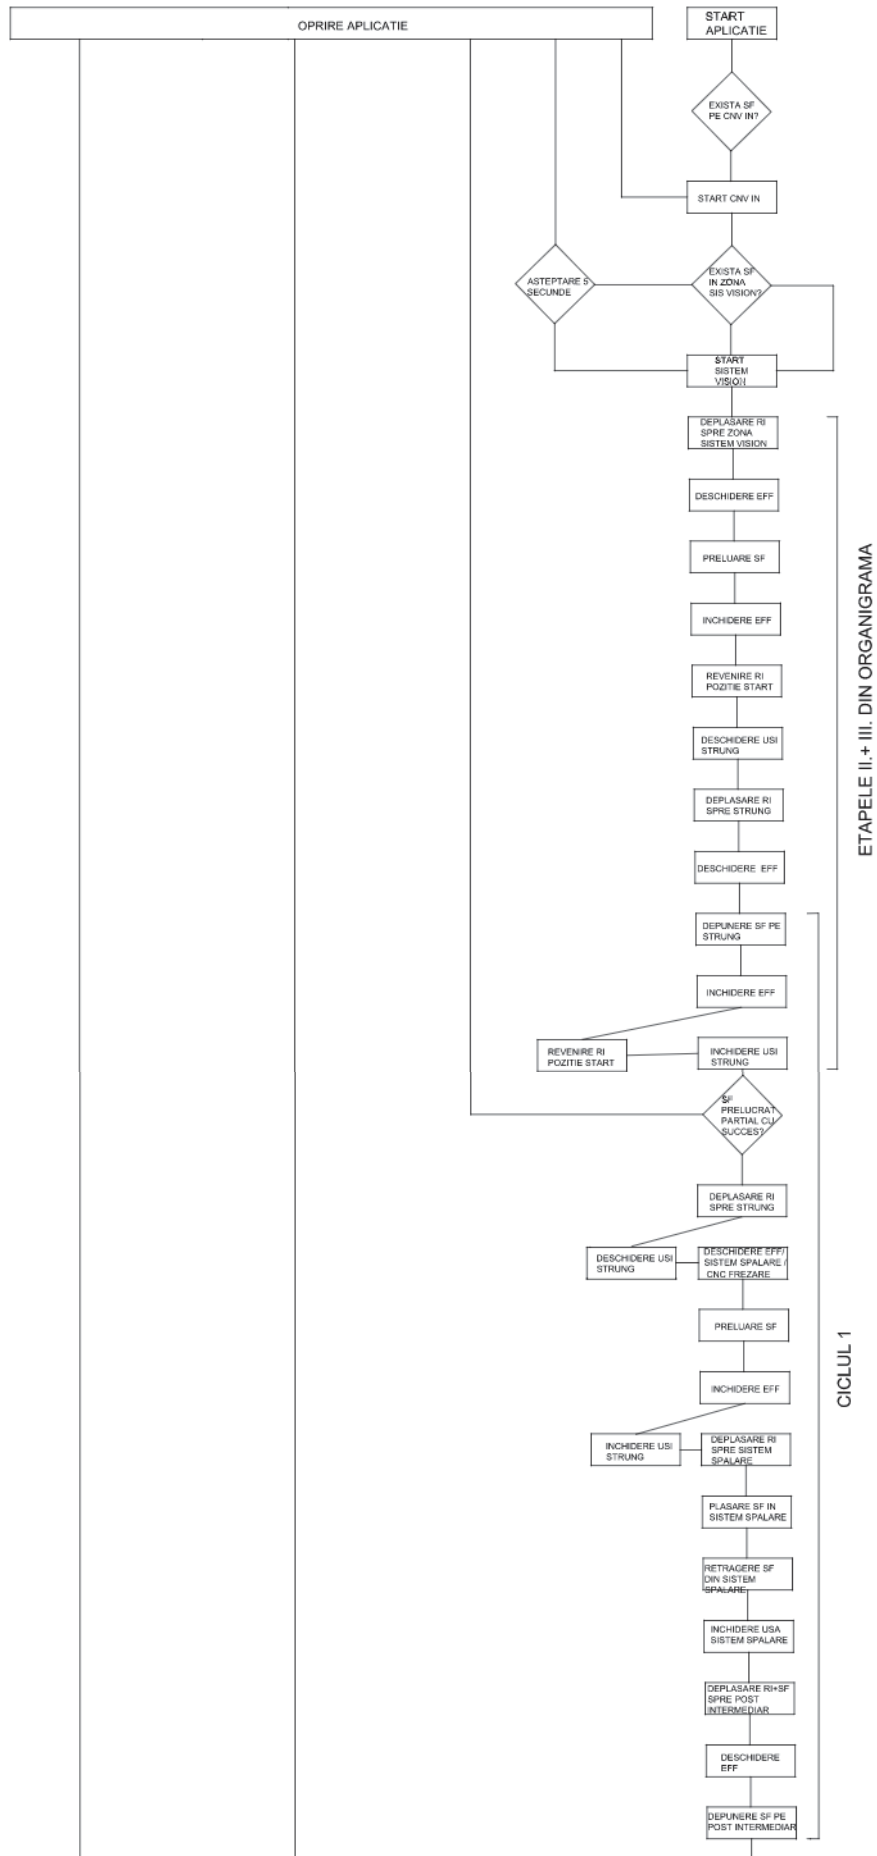 OPRIRE APLICATIE
START
APLICATIE
EXISTA SF
PE CNV IN?
START CNV IN
ASTEPTARE 5
SECUNDE
EXISTA SF
IN ZONA
SIS VISION?
START
SISTEM
VISION
DEPLASARE RI
SPRE ZONA
SISTEM VISION
DESCHIDERE EFF
PRELUARE SF
INCHIDERE EFF
REVENIRE RI
POZITIE START
DESCHIDERE USI
STRUNG
DEPLASARE RI
SPRE STRUNG
DESCHIDERE EFF
DEPUNERE SF PE
STRUNG
INCHIDERE EFF
REVENIRE RI
POZITIE START
INCHIDERE USI
STRUNG
ETAPELE II.+ III. DIN ORGANIGRAMA
SF
PRELUCRAT
PARTIAL CU
SUCCES?
DEPLASARE RI
SPRE STRUNG
DESCHIDERE USI
STRUNG
DESCHIDERE EFF/
SISTEM SPALARE /
CNC FREZARE
PRELUARE SF
INCHIDERE EFF
INCHIDERE USI
STRUNG
DEPLASARE RI
SPRE SISTEM
SPALARE
PLASARE SF IN
SISTEM SPALARE
RETRAGERE SF
DIN SISTEM
SPALARE
INCHIDERE USA
SISTEM SPALARE
DEPLASARE RI+SF
SPRE POST
INTERMEDIAR
DESCHIDERE
EFF
DEPUNERE SF PE
POST INTERMEDIAR
CICLUL 1